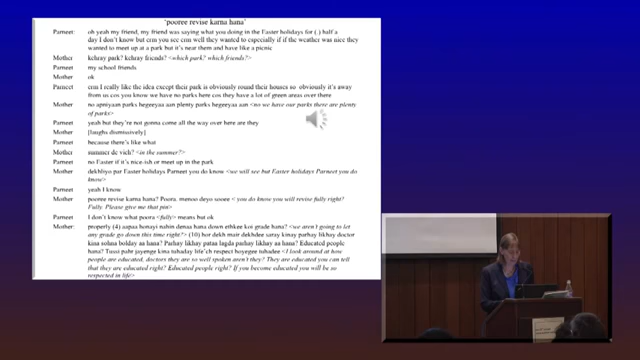 'pooree revise karna hana'
Parneet: oh yeah my friend, my friend was saying what you doing in the Easter holidays for (.) half a
day I don't know but erm you see erm well they wanted to especially if if the weather was nice they
wanted to meet up at a park but it's near them and have like a picnic
Mother kehray park? kehray friends? <which park? which friends?>
Parneet my school friends
Mother ok
Parneet erm I really like the idea except their park is obviously round their houses so obviously it's away
from us cos you know we have no parks here cos they have a lot of green areas over there
Mother no apniyaan parks hegeeyaa aan plenty parks hegeeyaa aan <no we have our parks there are plenty
of parks>
Parneet yeah but they're not gonna come all the way over here are they
Mother [laughs dismissively]
Parneet because there's like what
Mother summer de vich? <in the summer?>
Parneet no Easter if it's nice-ish or meet up in the park
Mother dekhliyo par Easter holidays Parneet you do know <we will see but Easter holidays Parneet you do
know>
Parneet yeah I know
Mother pooree revise karna hana? Poora. menoo deyo sooee <you do know you will revise fully right?
Fully. Please give me that pin>
Parneet I don't know what poora <fully> means but ok
Mother: properly (4) aapaa honayi nahin denaa hana down ethkee koi grade hana? <we aren't going to let
any grade go down this time right?> (10) hor dekh mair dekhdee saray kinay parhay likhay doctor
kina sohna bolday aa hana? Parhay likhay pataa lagda parhay likhay aa hana? Educated people
hana? Tussi pahr jayenge kina tuhaday life'ch respect hoyegee tuhadee <I look around at how
people are educated, doctors they are so well spoken aren't they? They are educated you can tell
that they are educated right? Educated people right? If you become educated you will be so
respected in life>